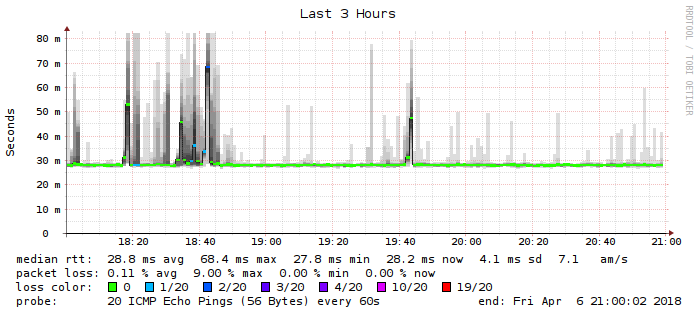 Last 3 Hours
RRDTOOL / TOBI OETIKER
Seconds
80 m
70 m
60 m
50 m
40 m
30 m
20 m
10 m
0
18:20 18:40 19:00 19:20 19:40 20:00 20:20 20:40 21:00
median rtt: 28.8 ms avg 68.4 ms max 27.8 ms min 28.2 ms now 4.1 ms sd 7.1 am/s
packet loss: 0.11 % avg 9.00 % max 0.00 % min 0.00 % now
loss color: 0 1/20 2/20 3/20 4/20 10/20 19/20
probe: 20 ICMP Echo Pings (56 Bytes) every 60s end: Fri Apr 6 21:00:02 2018